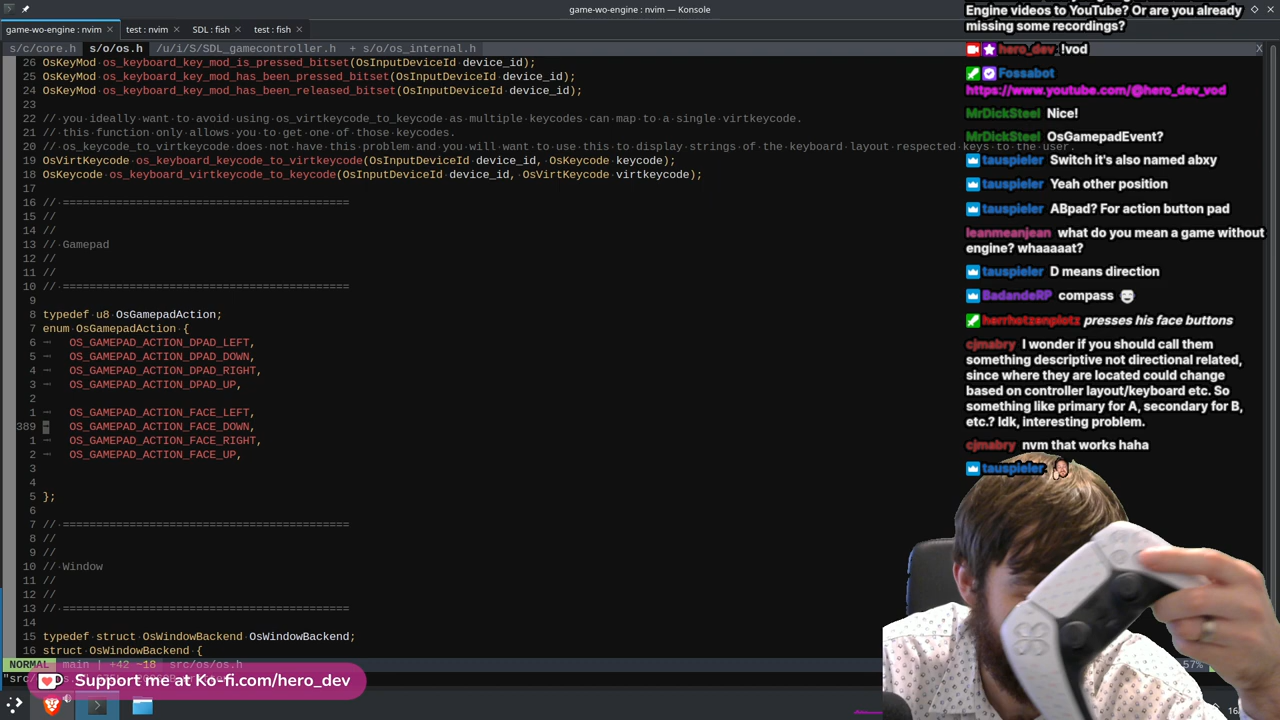 game-wo-engine : nvim — Konsole
game-wo-engine : nvim
test : nvim
SDL : fish
test : fish
s/c/core.h s/o/os.h /u/i/S/SDL_gamecontroller.h + s/o/os_internal.h X
26 OsKeyMod os_keyboard_key_mod_is_pressed_bitset(OsInputDeviceId device_id);
25 OsKeyMod os_keyboard_key_mod_has_been_pressed_bitset(OsInputDeviceId device_id);
24 OsKeyMod os_keyboard_key_mod_has_been_released_bitset(OsInputDeviceId device_id);
23
22 // you ideally want to avoid using os_virtkeycode_to_keycode as multiple keycodes can map to a single virtkeycode.
21 // this function only allows you to get one of those keycodes.
20 // os_keycode_to_virtkeycode does not have this problem and you will want to use this to display strings of the keyboard layout respected keys to the user.
19 OsVirtKeycode os_keyboard_keycode_to_virtkeycode(OsInputDeviceId device_id, OsKeycode keycode);
18 OsKeycode os_keyboard_virtkeycode_to_keycode(OsInputDeviceId device_id, OsVirtKeycode virtkeycode);
17
16 // =========================================
15 //
14 //
13 // Gamepad
12 //
11 //
10 // =========================================
9
8 typedef u8 OsGamepadAction;
7 enum OsGamepadAction {
6 OS_GAMEPAD_ACTION_DPAD_LEFT,
5 OS_GAMEPAD_ACTION_DPAD_DOWN,
4 OS_GAMEPAD_ACTION_DPAD_RIGHT,
3 OS_GAMEPAD_ACTION_DPAD_UP,
2
1 OS_GAMEPAD_ACTION_FACE_LEFT,
389 OS_GAMEPAD_ACTION_FACE_DOWN,
1 OS_GAMEPAD_ACTION_FACE_RIGHT,
2 OS_GAMEPAD_ACTION_FACE_UP,
3
4
5 };
6
7 // =========================================
8 //
9 //
10 // Window
11 //
12 //
13 // =========================================
14
15 typedef struct OsWindowBackend OsWindowBackend;
16 struct OsWindowBackend {
NORMAL main | +42 ~18 src/os/os.h 57%
Support me at Ko-fi.com/hero_dev
Engine videos to YouTube? Or are you already
missing some recordings?
hero_dev !vod
Fossabot
https://www.youtube.com/@hero_dev_vod
MrDickSteel Nice!
MrDickSteel OsGamepadEvent?
tauspieler Switch it's also named abxy
tauspieler Yeah other position
tauspieler ABpad? For action button pad
leanmeanjean what do you mean a game without
engine? whaaaaat?
tauspieler D means direction
BadandeRP compass
herrhotzenplotz presses his face buttons
cjmabry I wonder if you should call them
something descriptive not directional related,
since where they are located could change
based on controller layout/keyboard etc. So
something like primary for A, secondary for B,
etc.? Idk, interesting problem.
cjmabry nvm that works haha
tauspieler